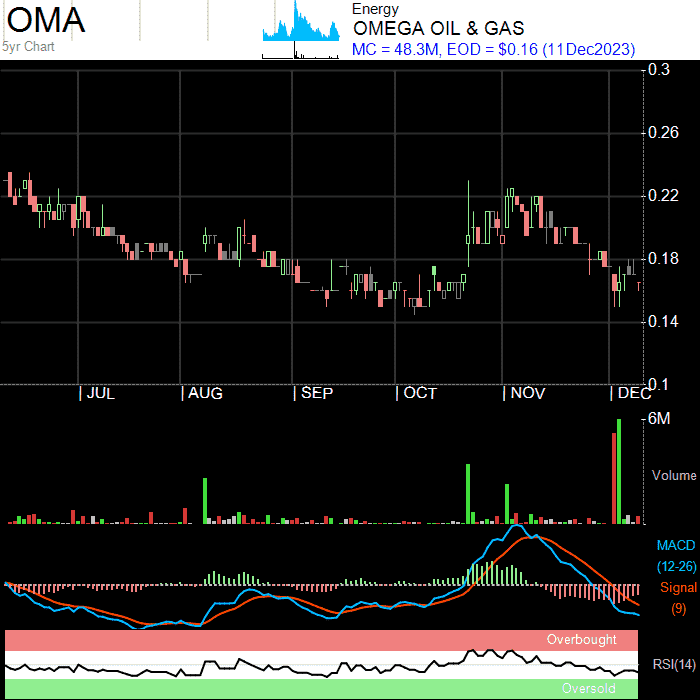 OMA
5yr Chart
Energy
OMEGA OIL & GAS
MC = 48.3M, EOD = $0.16 (11Dec2023)
0.3
0.26
0.22
0.18
0.14
0.1
| JUL | AUG | SEP | OCT | NOV | DEC
6M
Volume
MACD
(12-26)
Signal
(9)
Overbought
RSI(14)
Oversold